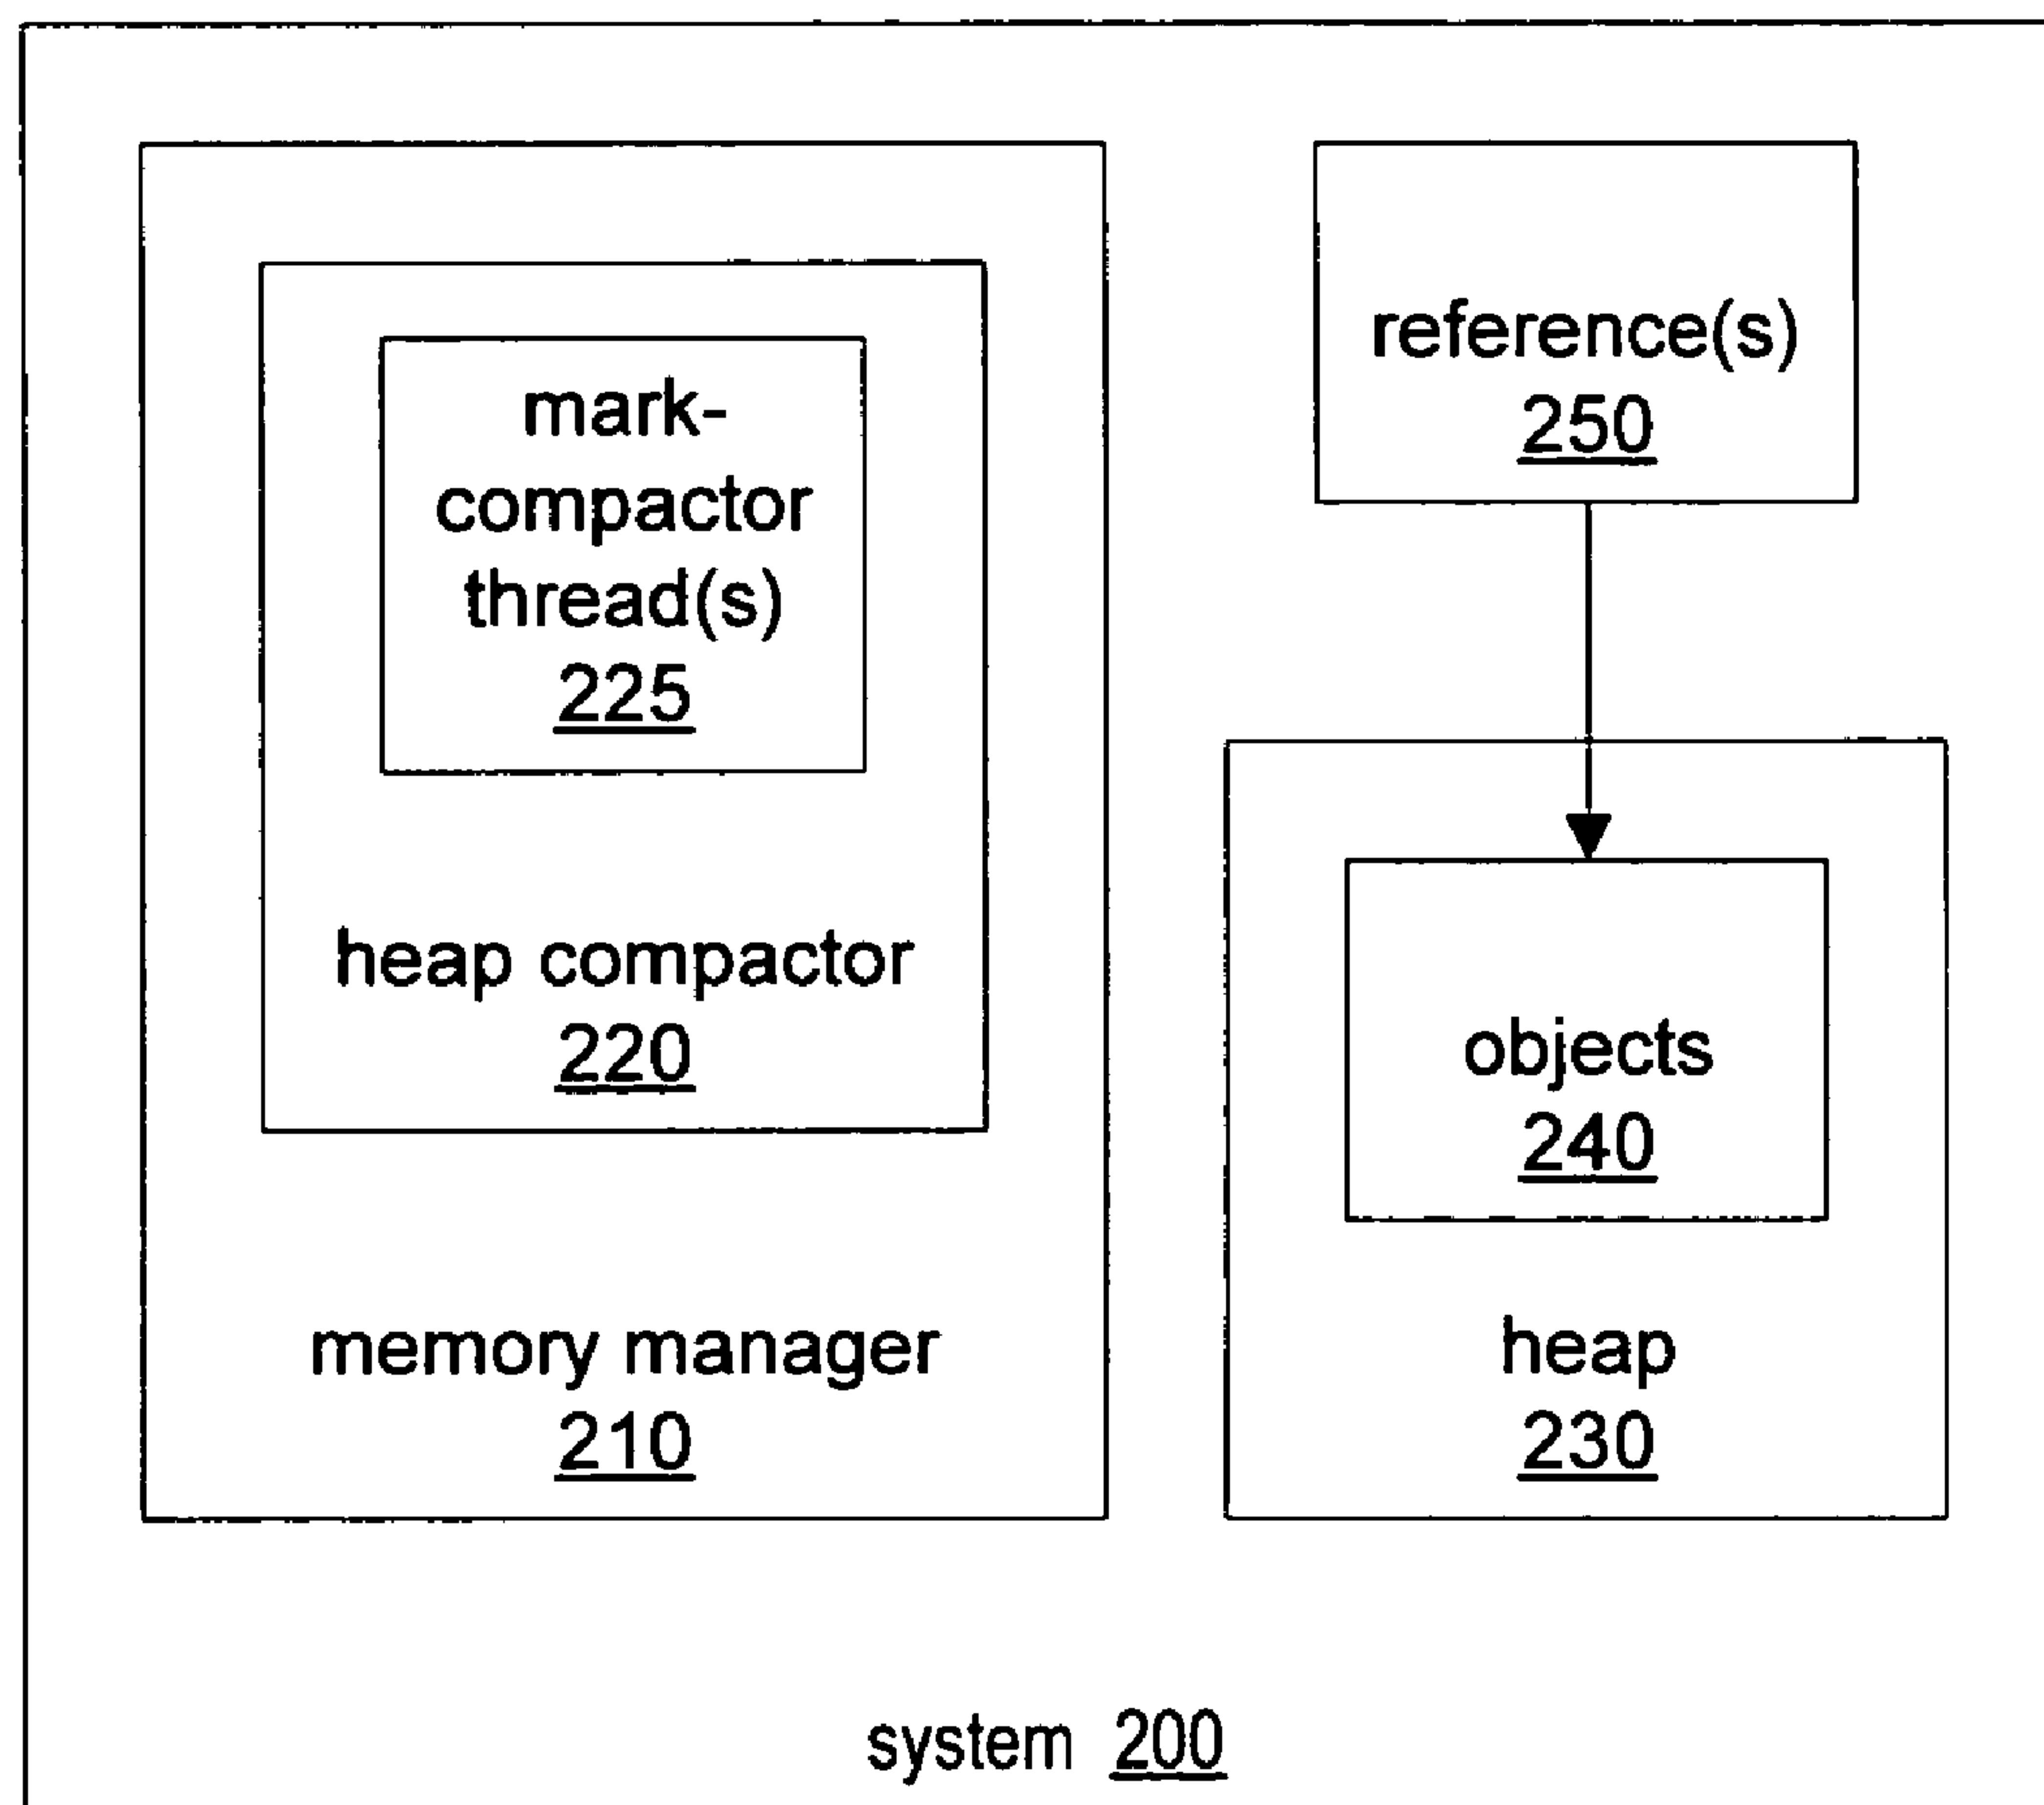 mark-
compactor
thread(s)
225
heap compactor
220
memory manager
210
reference(s)
250
objects
240
heap
230
system 200